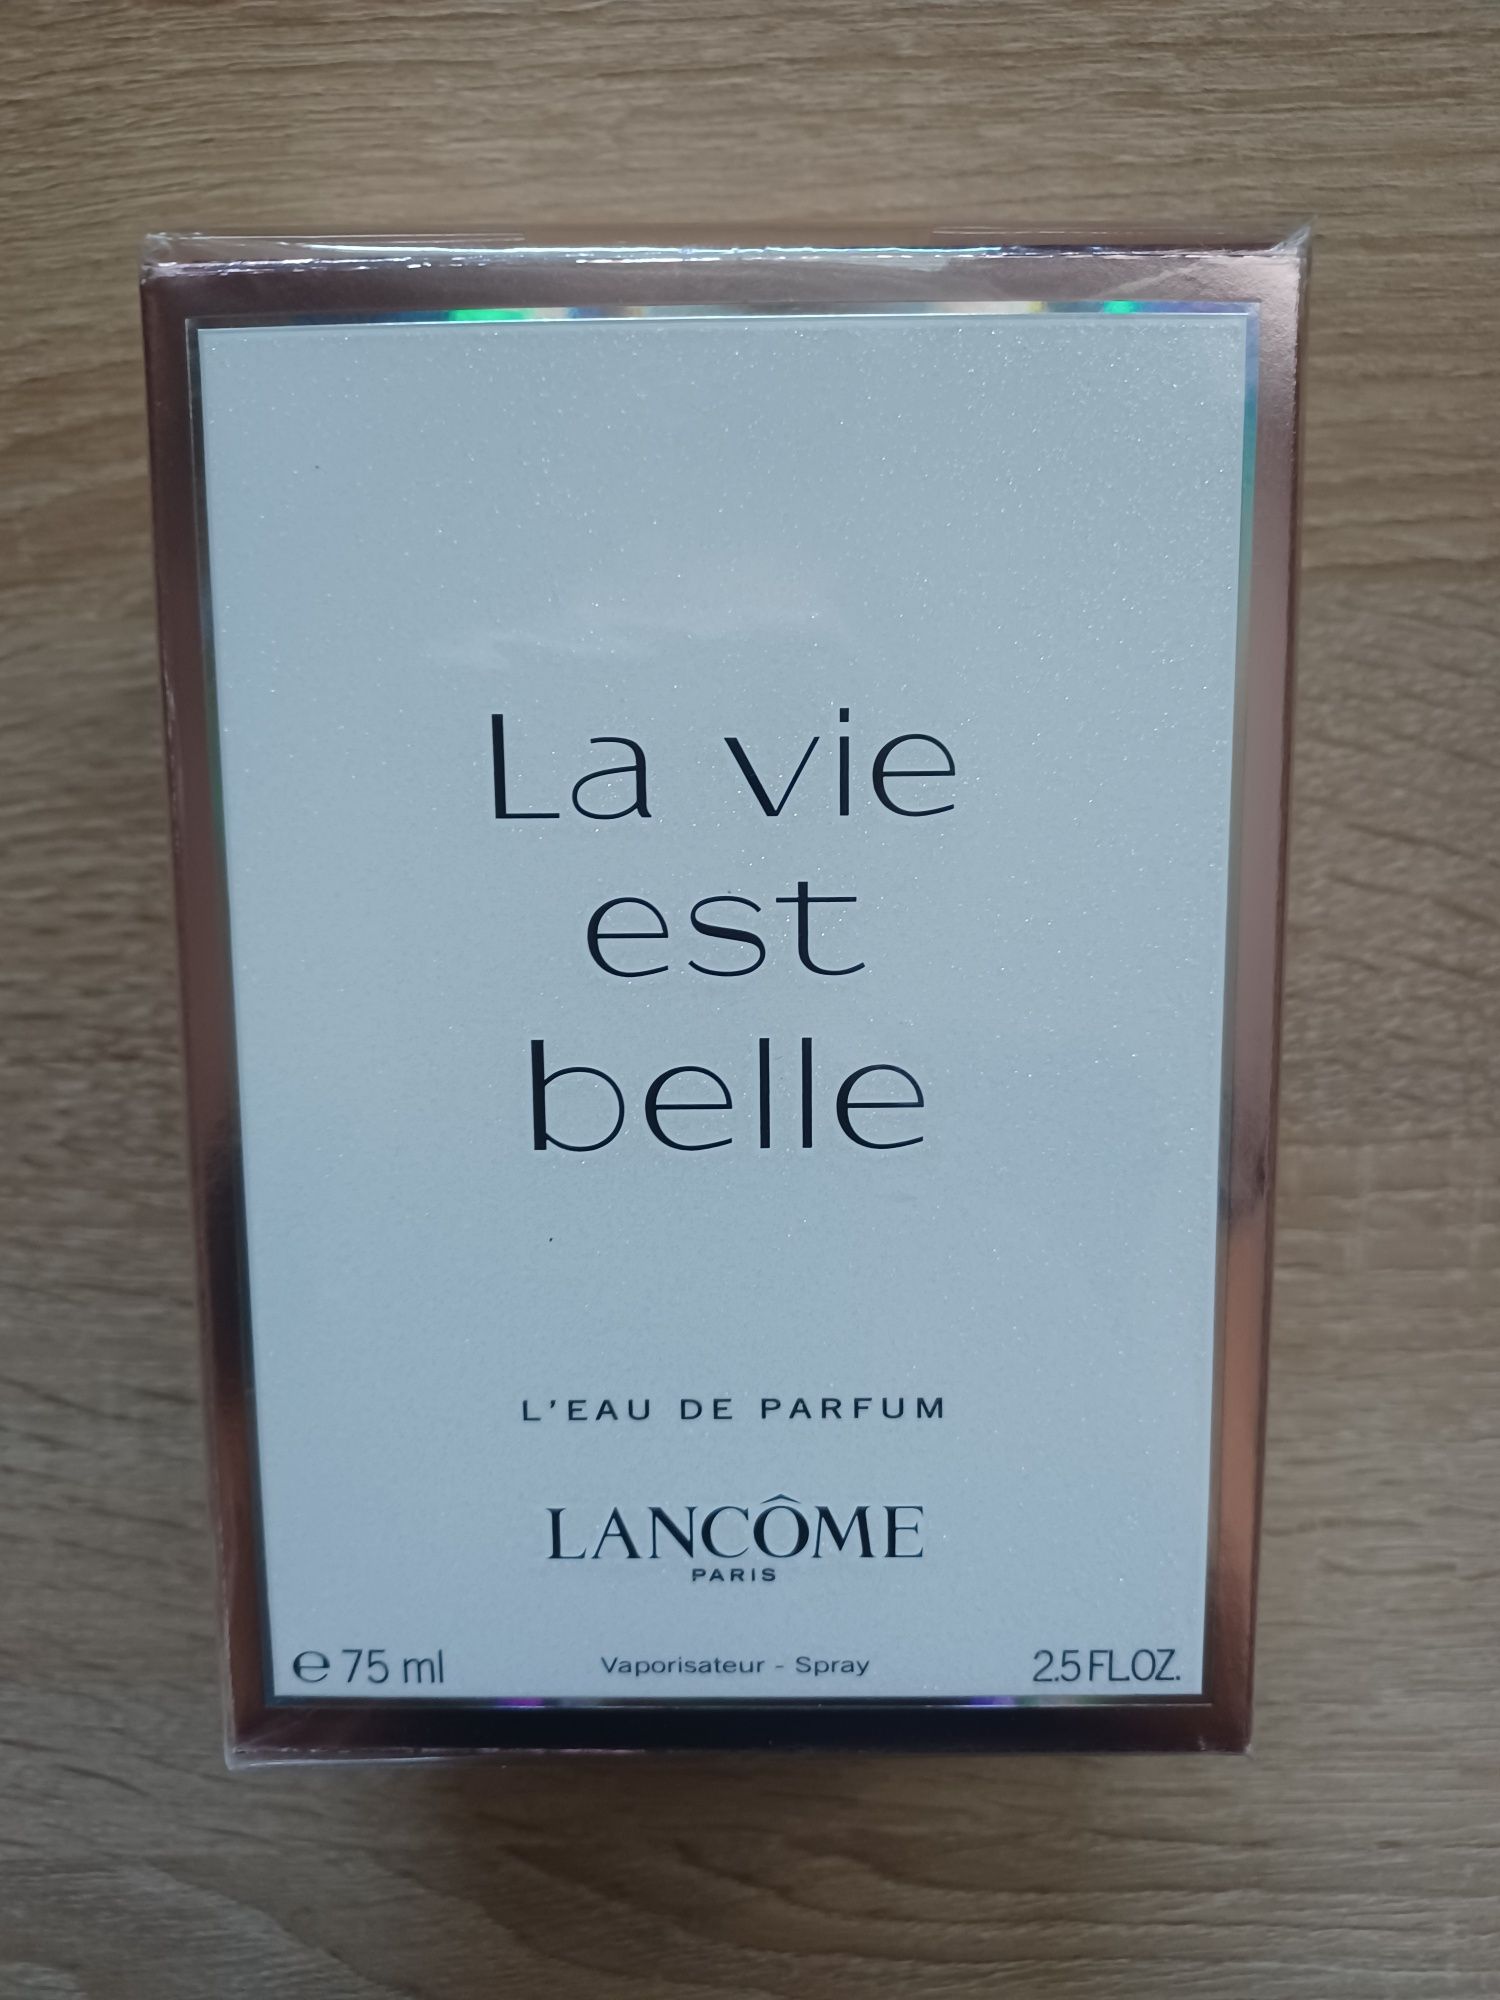 La vie
est
belle
L'EAU DE PARFUM
LANCÔME
PARIS
℮ 75 ml Vaporisateur - Spray 2.5 FL.OZ.